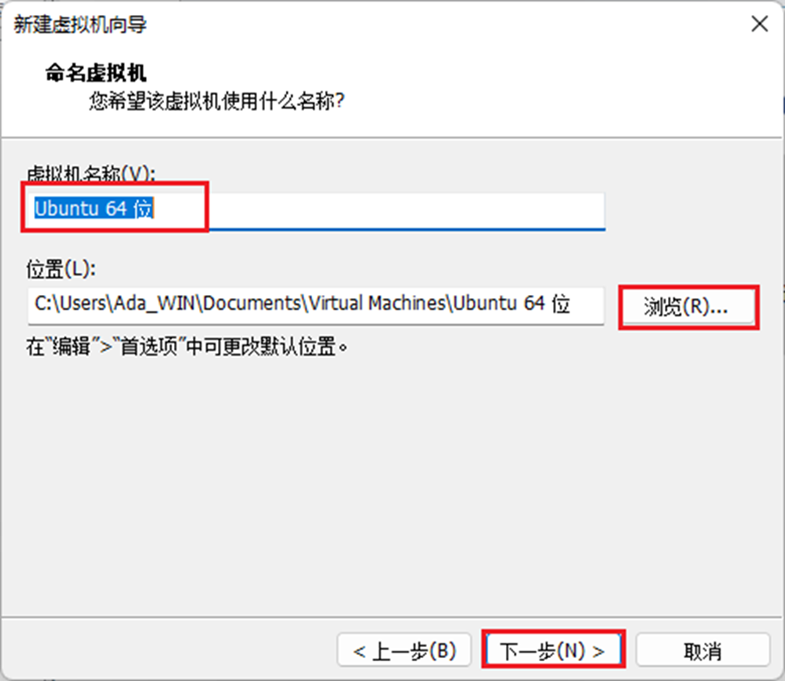 新建虚拟机向导
命名虚拟机
您希望该虚拟机使用什么名称?
虚拟机名称(V):
Ubuntu 64 位
位置(L):
C:\Users\Ada_WIN\Documents\Virtual Machines\Ubuntu 64 位
浏览(R)...
在“编辑”>“首选项”中可更改默认位置。
< 上一步(B)
下一步(N) >
取消